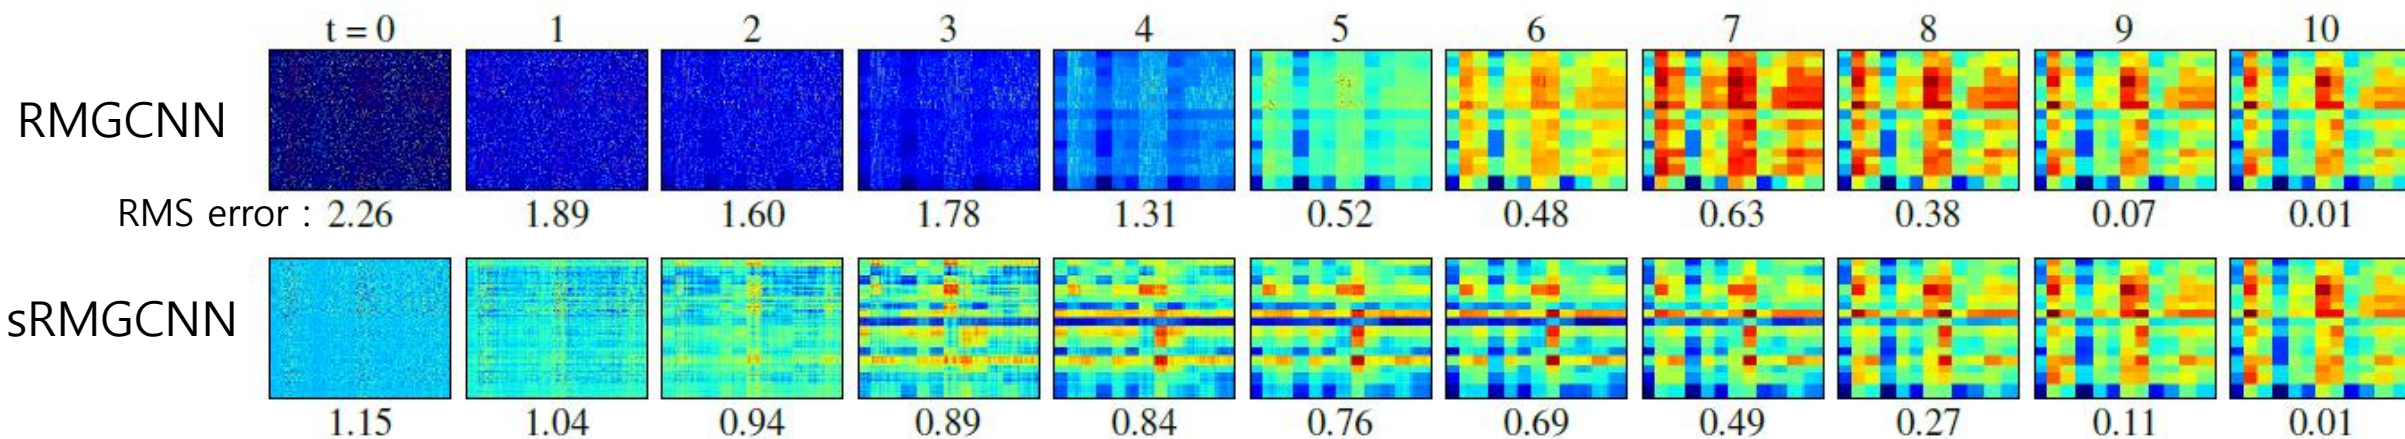 t = 0 1 2 3 4 5 6 7 8 9 10
RMGCNN
RMS error : 2.26 1.89 1.60 1.78 1.31 0.52 0.48 0.63 0.38 0.07 0.01
sRMGCNN
1.15 1.04 0.94 0.89 0.84 0.76 0.69 0.49 0.27 0.11 0.01